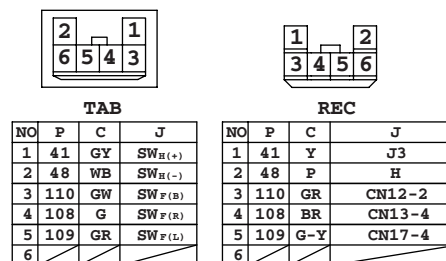 2 1
6 5 4 3
1 2
3 4 5 6
TAB
NO P C J
1 41 GY SWH(+)
2 48 WB SWH(-)
3 110 GW SWF(B)
4 108 G SWF(R)
5 109 GR SWF(L)
6
REC
NO P C J
1 41 Y J3
2 48 P H
3 110 GR CN12-2
4 108 BR CN13-4
5 109 G-Y CN17-4
6